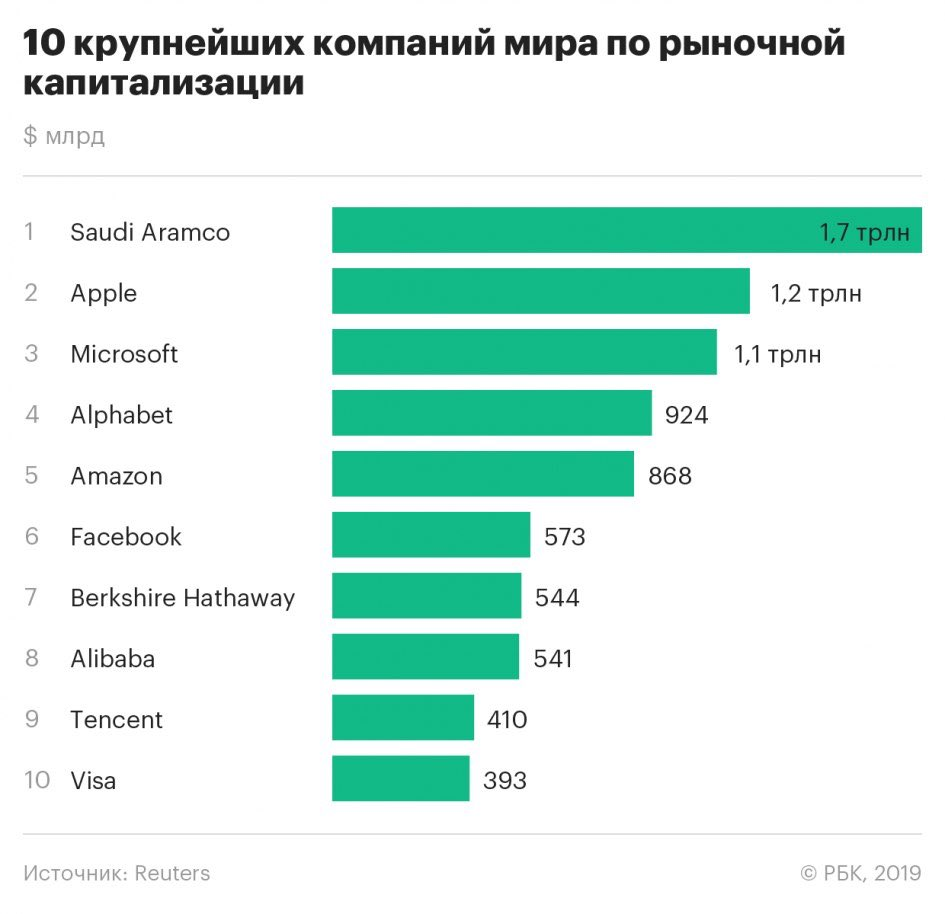 10 крупнейших компаний мира по рыночной
капитализации
$ млрд
1 Saudi Aramco 1,7 трлн
2 Apple 1,2 трлн
3 Microsoft 1,1 трлн
4 Alphabet 924
5 Amazon 868
6 Facebook 573
7 Berkshire Hathaway 544
8 Alibaba 541
9 Tencent 410
10 Visa 393
Источник: Reuters © РБК, 2019